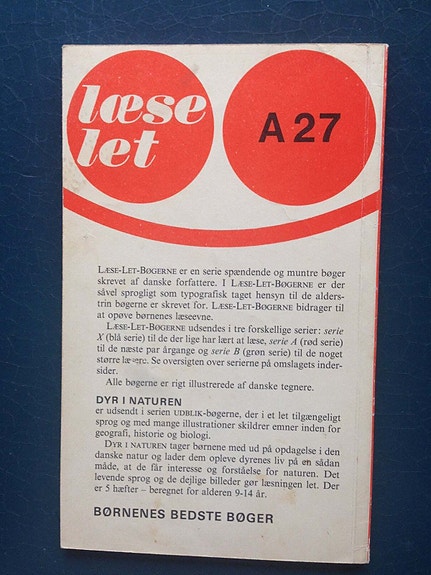 læse
let
A 27
LÆSE-LET-BØGERNE er en serie spændende og muntre bøger
skrevet af danske forfattere. I LÆSE-LET-BØGERNE er der
såvel sprogligt som typografisk taget hensyn til de alders-
trin bøgerne er skrevet for. LÆSE-LET-BØGERNE bidrager til
at opøve børnenes læseevne.
LÆSE-LET-BØGERNE udsendes i tre forskellige serier: serie
X (blå serie) til de der lige har lært at læse, serie A (rød serie)
til de næste par årgange og serie B (grøn serie) til de noget
større læsere. Se oversigten over serierne på omslagets inder-
sider.
Alle bøgerne er rigt illustrerede af danske tegnere.
DYR I NATUREN
er udsendt i serien UDBLIK-bøgerne, der i et let tilgængeligt
sprog og med mange illustrationer skildrer emner inden for
geografi, historie og biologi.
DYR I NATUREN tager børnene med ud på opdagelse i den
danske natur og lader dem opleve dyrenes liv på en sådan
måde, at de får interesse og forståelse for naturen. Det
levende sprog og de dejlige billeder gør læsningen let. Der
er 5 hæfter – beregnet for alderen 9-14 år.
BØRNENES BEDSTE BØGER